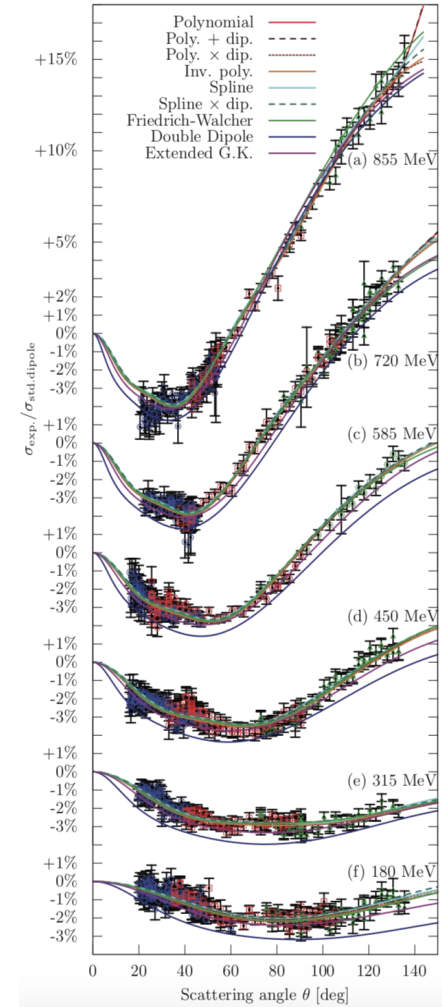 Polynomial
Poly. + dip.
Poly. × dip.
Inv. poly.
Spline
Spline × dip.
Friedrich-Walcher
Double Dipole
Extended G.K.
+15%
+10%
(a) 855 MeV
+5%
+2%
+1%
0%
-1%
-2%
-3%
(b) 720 MeV
+1%
0%
-1%
-2%
-3%
(c) 585 MeV
+1%
0%
-1%
-2%
-3%
(d) 450 MeV
+1%
0%
-1%
-2%
-3%
(e) 315 MeV
+1%
0%
-1%
-2%
-3%
(f) 180 MeV
+1%
0%
-1%
-2%
-3%
σexp./σstd.dipole
0 20 40 60 80 100 120 140
Scattering angle θ [deg]